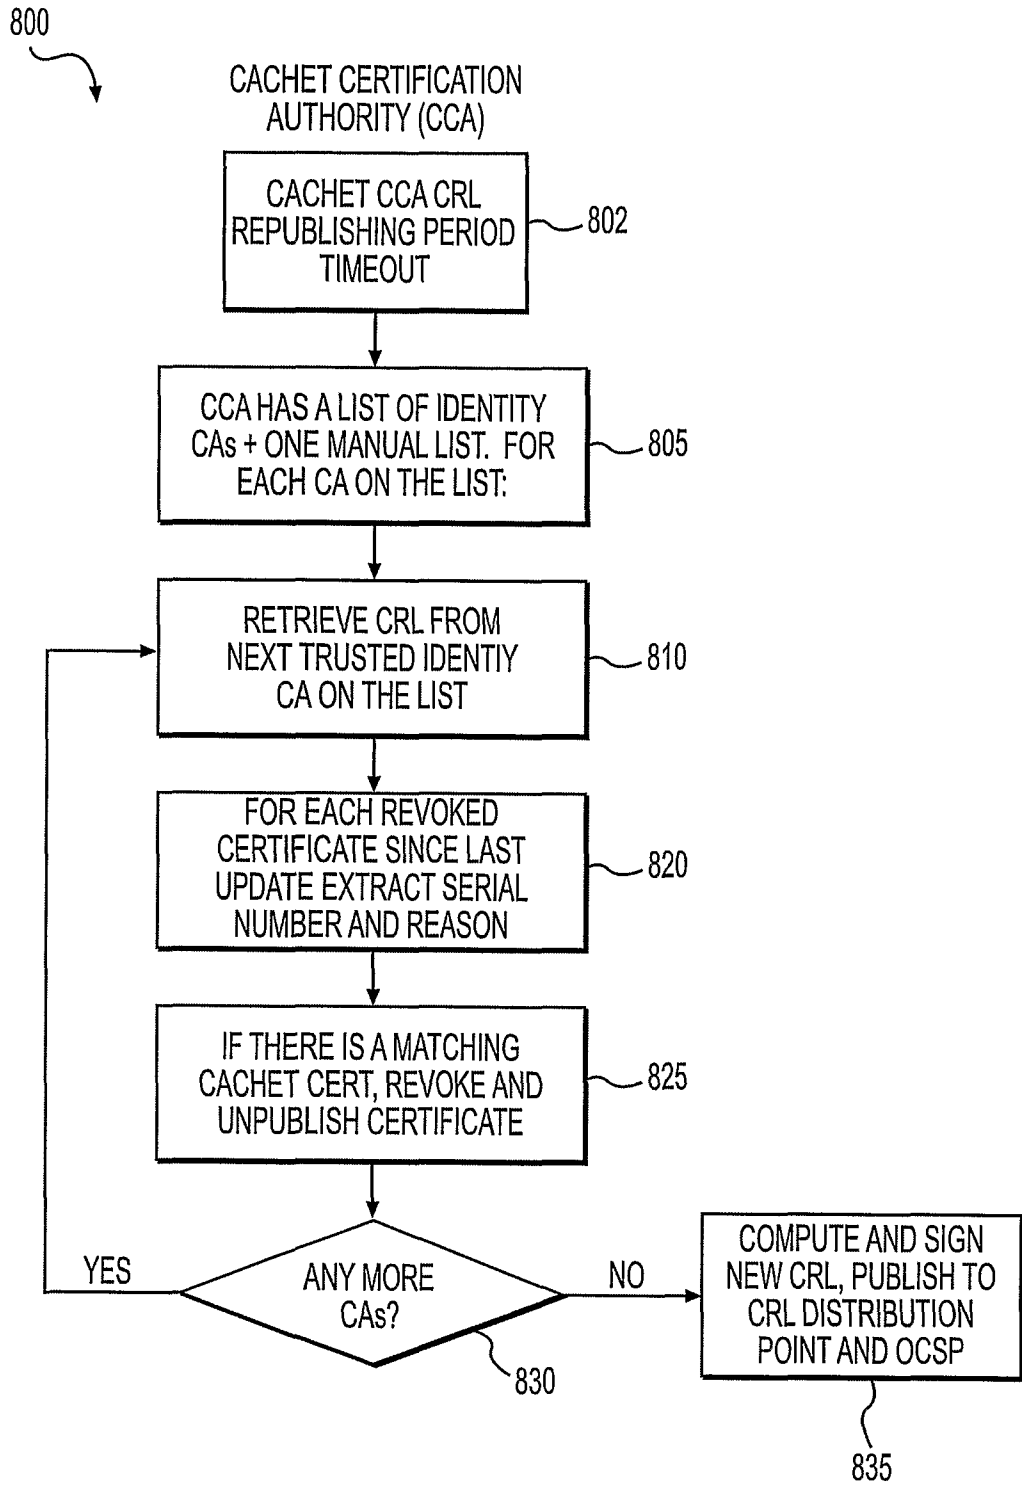 800
CACHET CERTIFICATION
AUTHORITY (CCA)
CACHET CCA CRL
REPUBLISHING PERIOD
TIMEOUT
802
CCA HAS A LIST OF IDENTITY
CAs + ONE MANUAL LIST. FOR
EACH CA ON THE LIST:
805
RETRIEVE CRL FROM
NEXT TRUSTED IDENTIY
CA ON THE LIST
810
FOR EACH REVOKED
CERTIFICATE SINCE LAST
UPDATE EXTRACT SERIAL
NUMBER AND REASON
820
IF THERE IS A MATCHING
CACHET CERT, REVOKE AND
UNPUBLISH CERTIFICATE
825
YES
ANY MORE
CAs?
830
NO
COMPUTE AND SIGN
NEW CRL, PUBLISH TO
CRL DISTRIBUTION
POINT AND OCSP
835